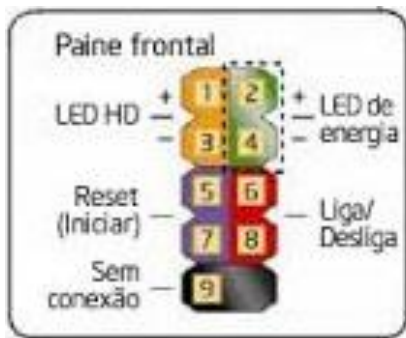 Paine frontal
+ 1 2 +
LED HD
LED de
energia
- 3 4 -
Reset
(Iniciar)
5 6
7 8
Liga/
Desliga
Sem
conexão
9